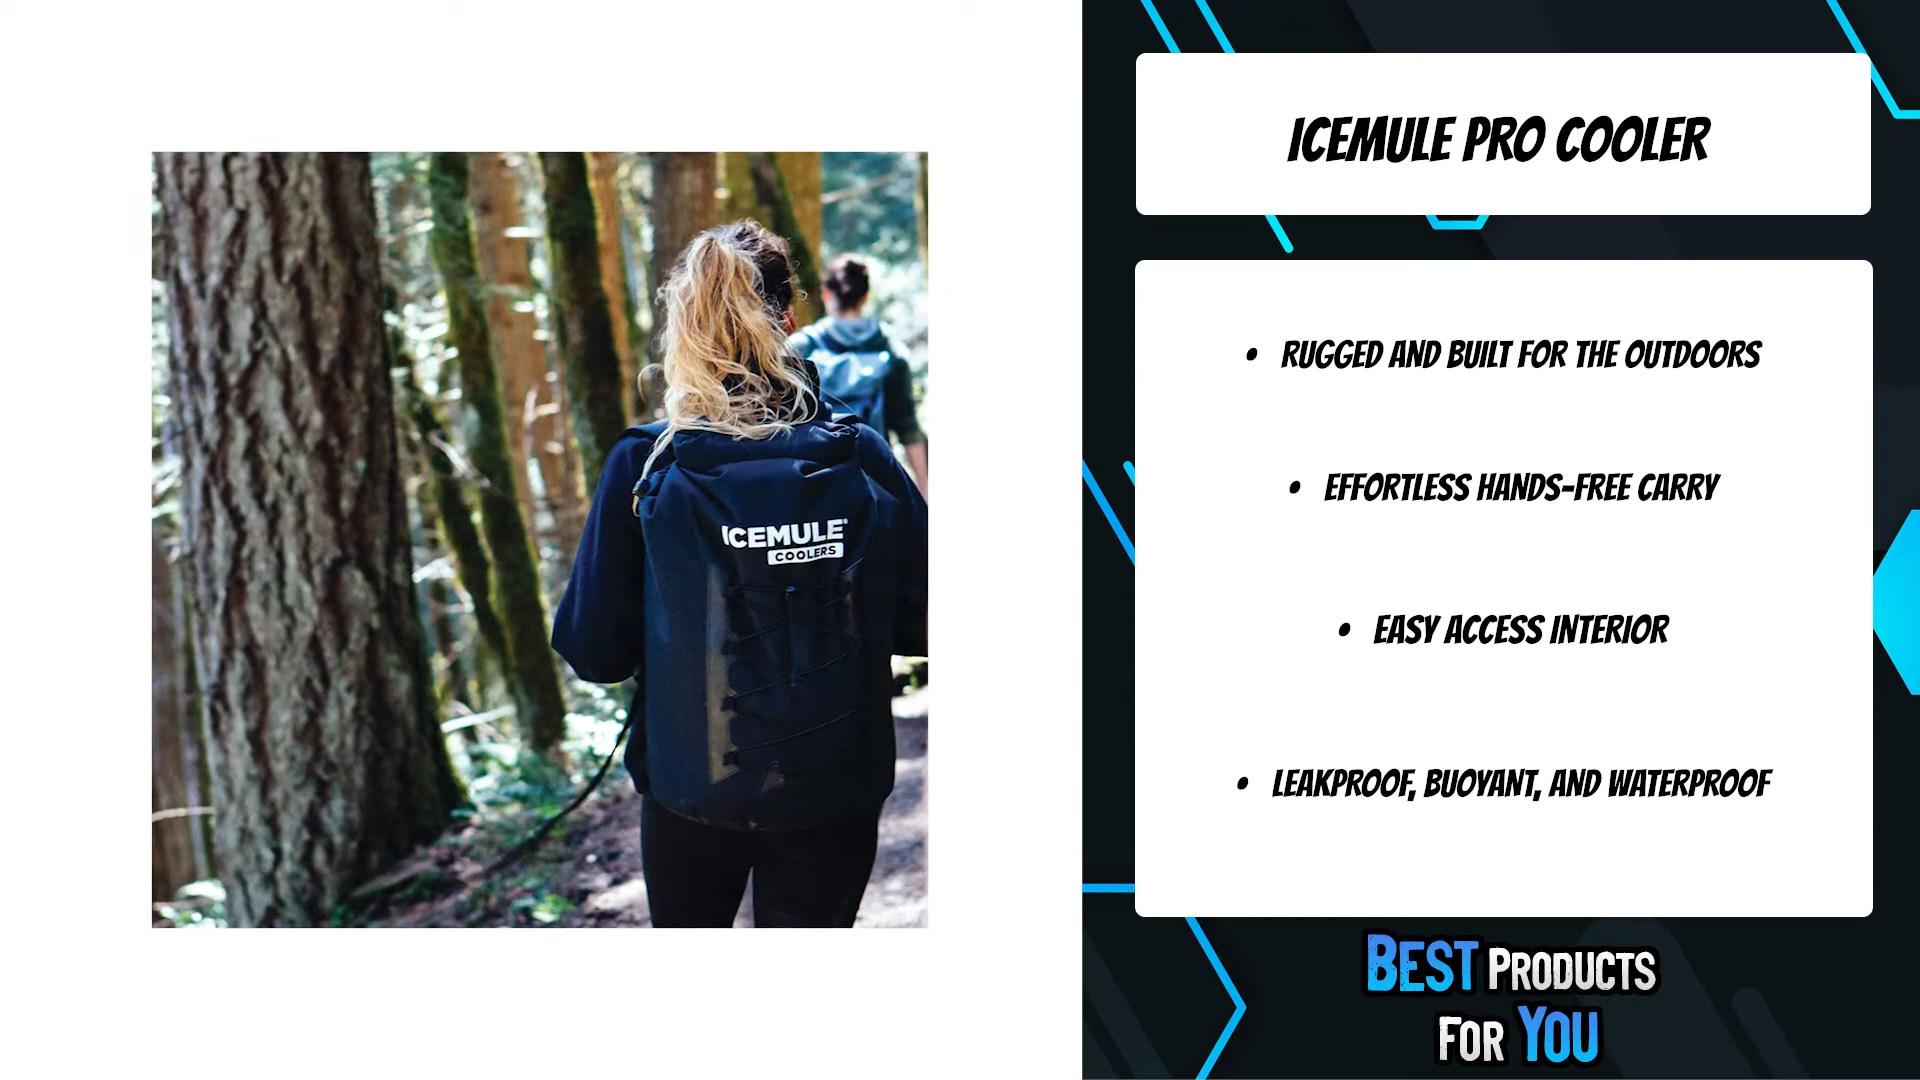 ICEMULE PRO COOLER
ICEMULE®
COOLERS
• RUGGED AND BUILT FOR THE OUTDOORS
• EFFORTLESS HANDS-FREE CARRY
• EASY ACCESS INTERIOR
• LEAKPROOF, BUOYANT, AND WATERPROOF
BEST PRODUCTS
FOR YOU